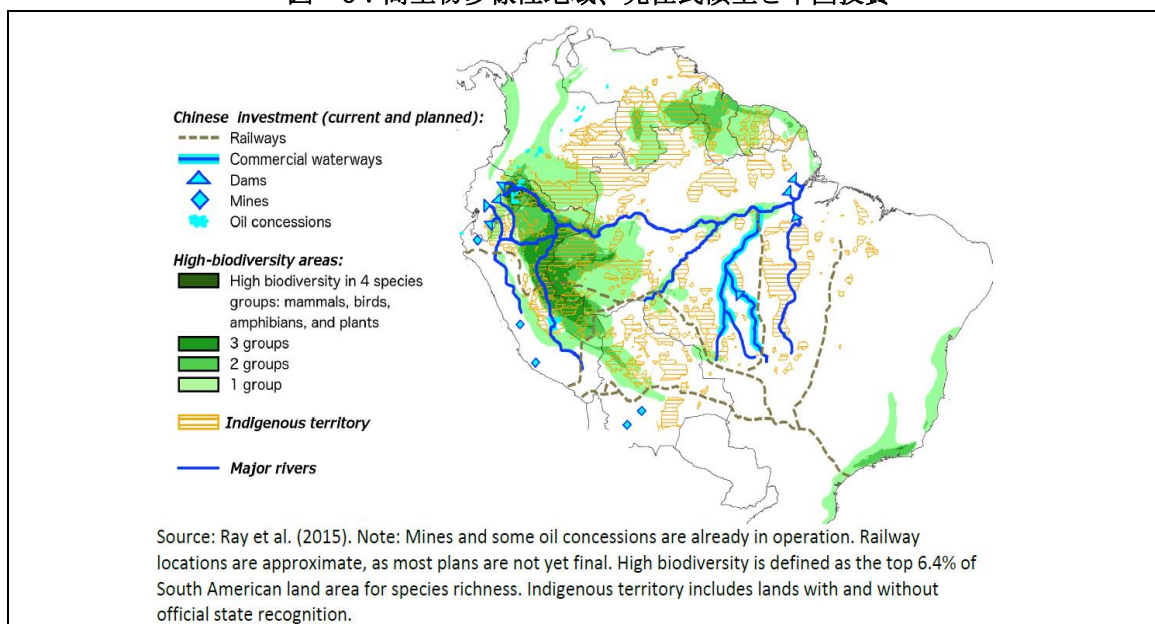 Chinese investment (current and planned):
Railways
Commercial waterways
Dams
Mines
Oil concessions
High-biodiversity areas:
High biodiversity in 4 species
groups: mammals, birds,
amphibians, and plants
3 groups
2 groups
1 group
Indigenous territory
Major rivers
Source: Ray et al. (2015). Note: Mines and some oil concessions are already in operation. Railway
locations are approximate, as most plans are not yet final. High biodiversity is defined as the top 6.4% of
South American land area for species richness. Indigenous territory includes lands with and without
official state recognition.